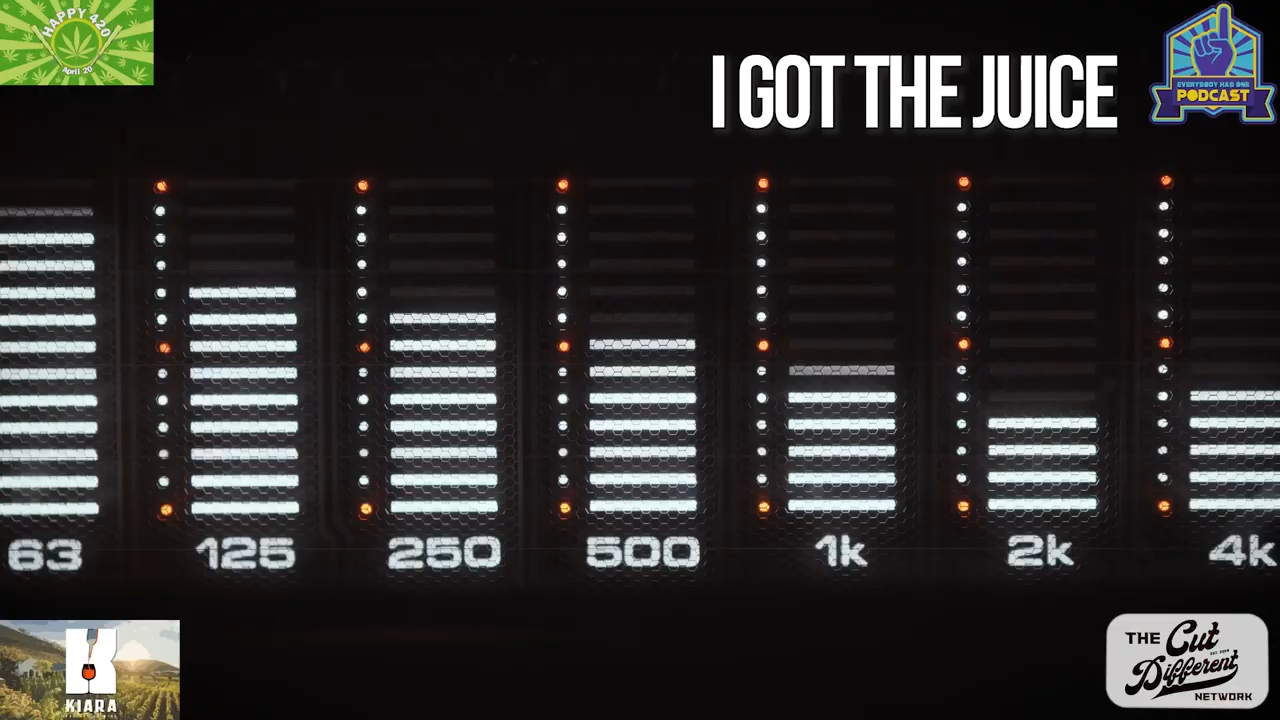 HAPPY 420
April 20
I GOT THE JUICE
EVERYBODY HAS ONE
PODCAST
63
125
250
500
1k
2k
4k
KIARA
THE Cut
Different
NETWORK